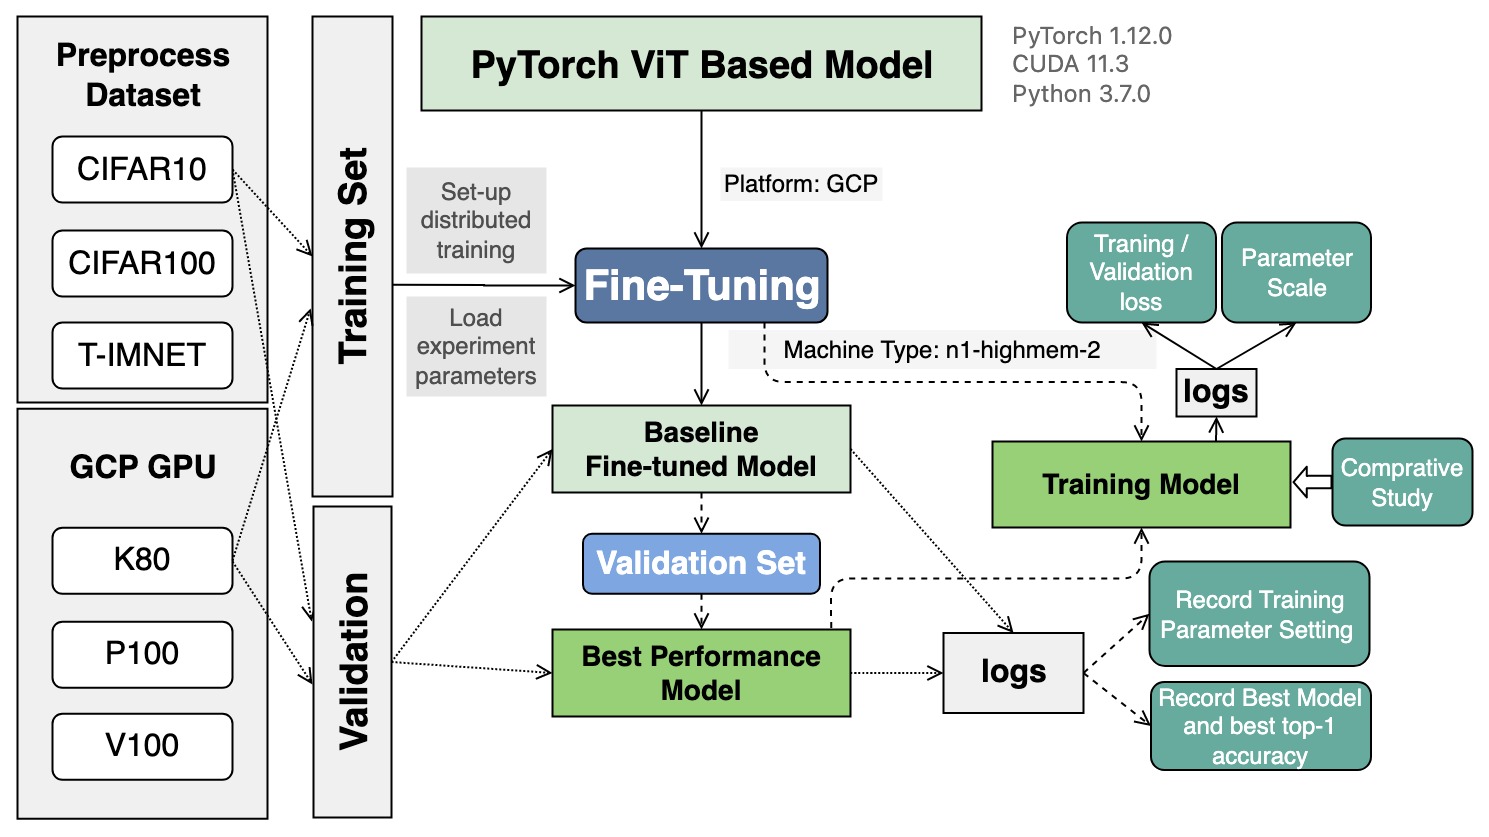 Preprocess
Dataset
CIFAR10
CIFAR100
T-IMNET
GCP GPU
K80
P100
V100
Training Set
Validation
PyTorch ViT Based Model
PyTorch 1.12.0
CUDA 11.3
Python 3.7.0
Platform: GCP
Set-up
distributed
training
Load
experiment
parameters
Fine-Tuning
Machine Type: n1-highmem-2
Baseline
Fine-tuned Model
Validation Set
Best Performance
Model
Traning /
Validation
loss
Parameter
Scale
logs
Training Model
Comprative
Study
logs
Record Training
Parameter Setting
Record Best Model
and best top-1
accuracy